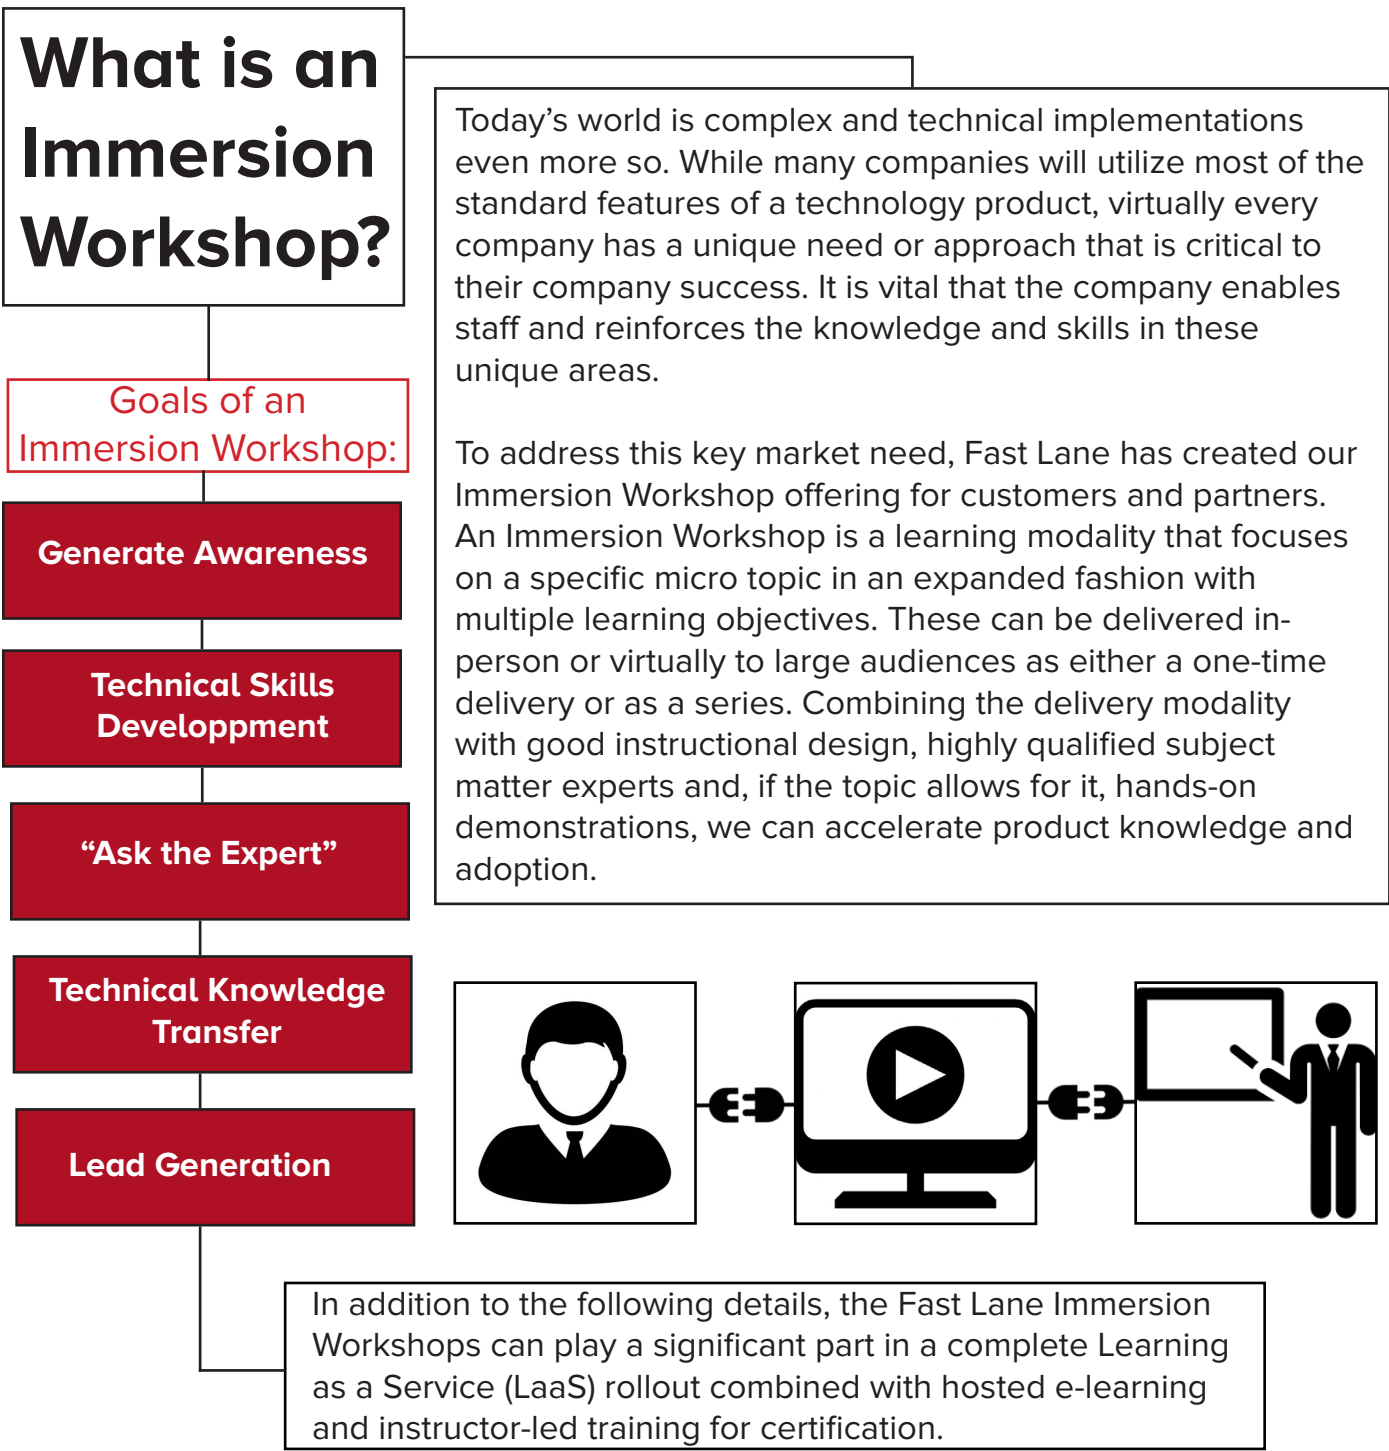 What is an
Immersion
Workshop?
Today’s world is complex and technical implementations
even more so. While many companies will utilize most of the
standard features of a technology product, virtually every
company has a unique need or approach that is critical to
their company success. It is vital that the company enables
staff and reinforces the knowledge and skills in these
unique areas.
To address this key market need, Fast Lane has created our
Immersion Workshop offering for customers and partners.
An Immersion Workshop is a learning modality that focuses
on a specific micro topic in an expanded fashion with
multiple learning objectives. These can be delivered in-
person or virtually to large audiences as either a one-time
delivery or as a series. Combining the delivery modality
with good instructional design, highly qualified subject
matter experts and, if the topic allows for it, hands-on
demonstrations, we can accelerate product knowledge and
adoption.
Goals of an
Immersion Workshop:
Generate Awareness
Technical Skills
Developpment
“Ask the Expert”
Technical Knowledge
Transfer
Lead Generation
In addition to the following details, the Fast Lane Immersion
Workshops can play a significant part in a complete Learning
as a Service (LaaS) rollout combined with hosted e-learning
and instructor-led training for certification.